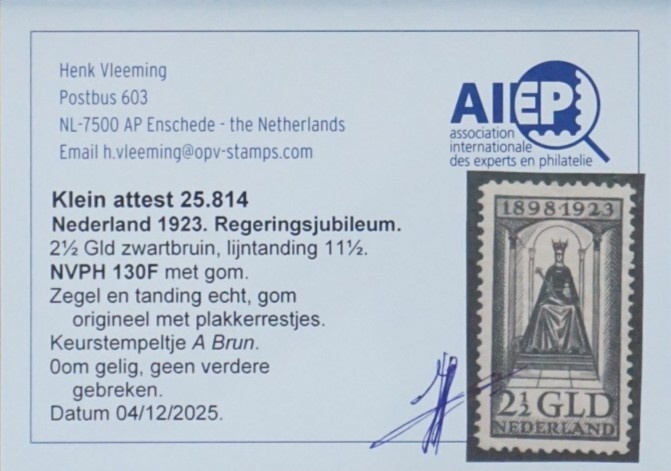 Henk Vleeming
Postbus 603
NL-7500 AP Enschede - the Netherlands
Email h.vleeming@opv-stamps.com
AIEP
association
internationale
des experts en philatelie
Klein attest 25.814
Nederland 1923. Regeringsjubileum.
2½ Gld zwartbruin, lijntanding 11½.
NVPH 130F met gom.
Zegel en tanding echt, gom
origineel met plakkerrestjes.
Keurstempeltje A Brun.
0om gelig, geen verdere
gebreken.
Datum 04/12/2025.
1898-1923
2½ GLD
NEDERLAND